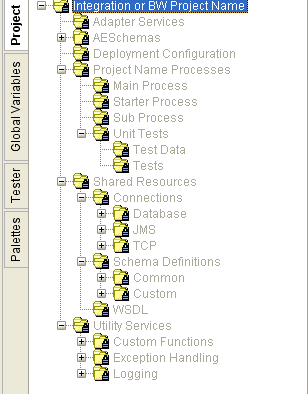 Project
Global Variables
Tester
Palettes
Integration or BW Project Name
Adapter Services
AESchemas
Deployment Configuration
Project Name Processes
Main Process
Starter Process
Sub Process
Unit Tests
Test Data
Tests
Shared Resources
Connections
Database
JMS
TCP
Schema Definitions
Common
Custom
WSDL
Utility Services
Custom Functions
Exception Handling
Logging